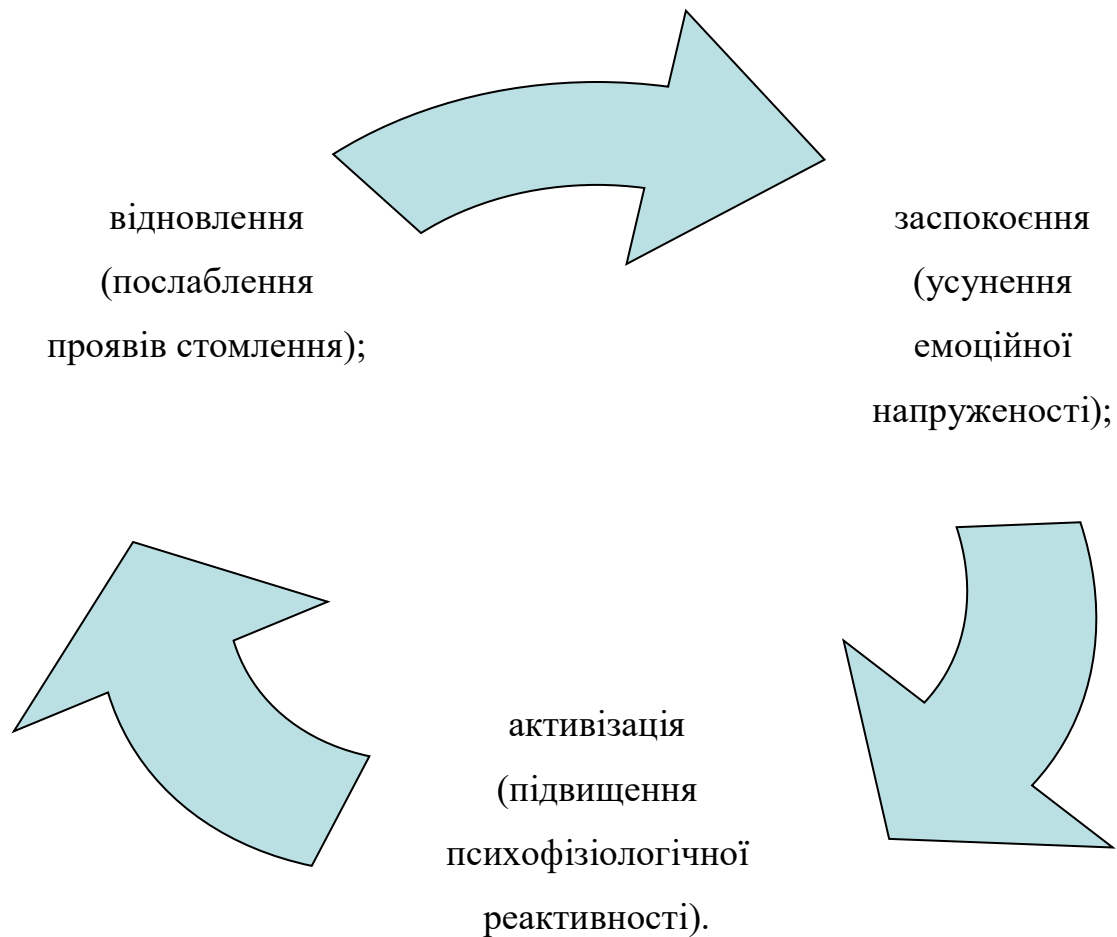 відновлення
(послаблення
проявів стомлення);
заспокоєння
(усунення
емоційної
напруженості);
активізація
(підвищення
психофізіологічної
реактивності).